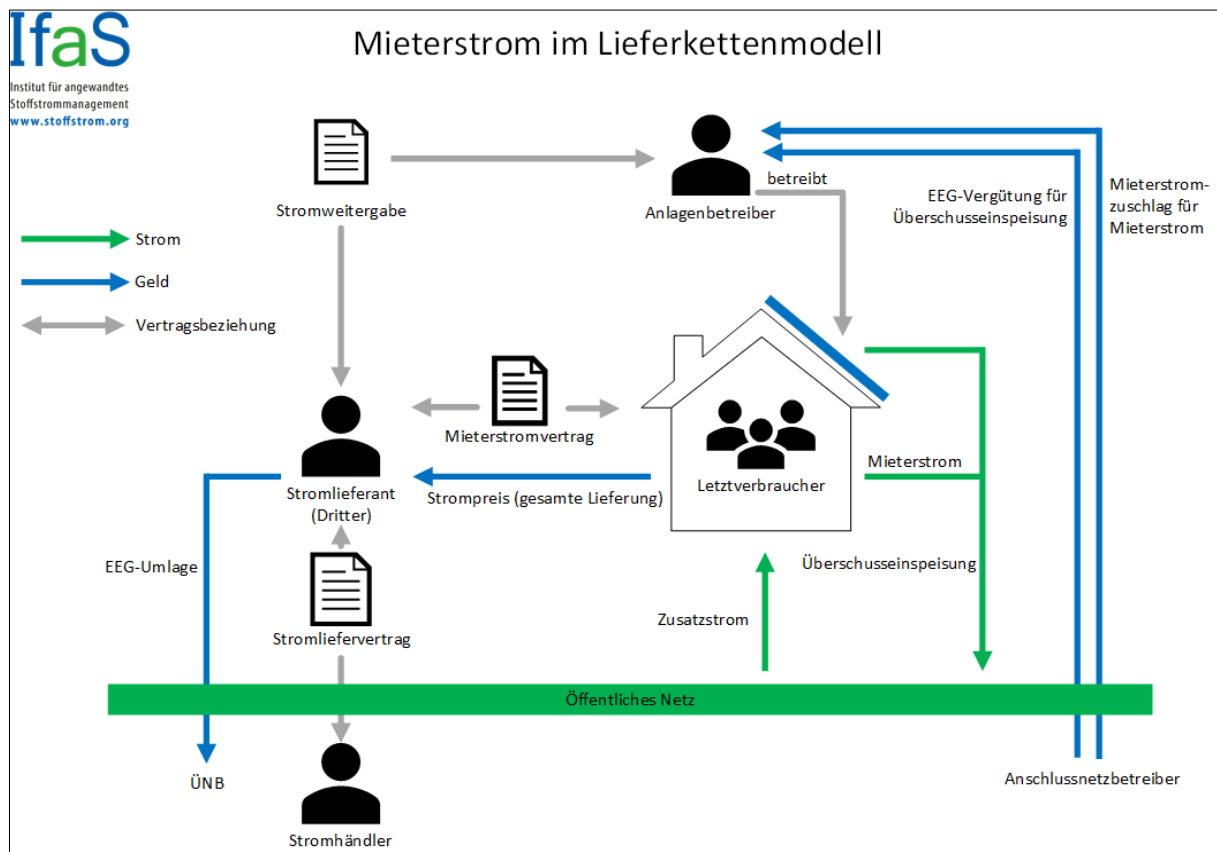 IfaS
Institut für angewandtes
Stoffstrommanagement
www.stoffstrom.org
Mieterstrom im Lieferkettenmodell
Stromweitergabe
Anlagenbetreiber
betreibt
EEG-Vergütung für
Überschusseinspeisung
Mieterstrom-
zuschlag für
Mieterstrom
Strom
Geld
Vertragsbeziehung
Mieterstromvertrag
Stromlieferant
(Dritter)
Strompreis (gesamte Lieferung)
Letztverbraucher
Mieterstrom
EEG-Umlage
Überschusseinspeisung
Zusatzstrom
Stromliefervertrag
Öffentliches Netz
ÜNB
Anschlussnetzbetreiber
Stromhändler